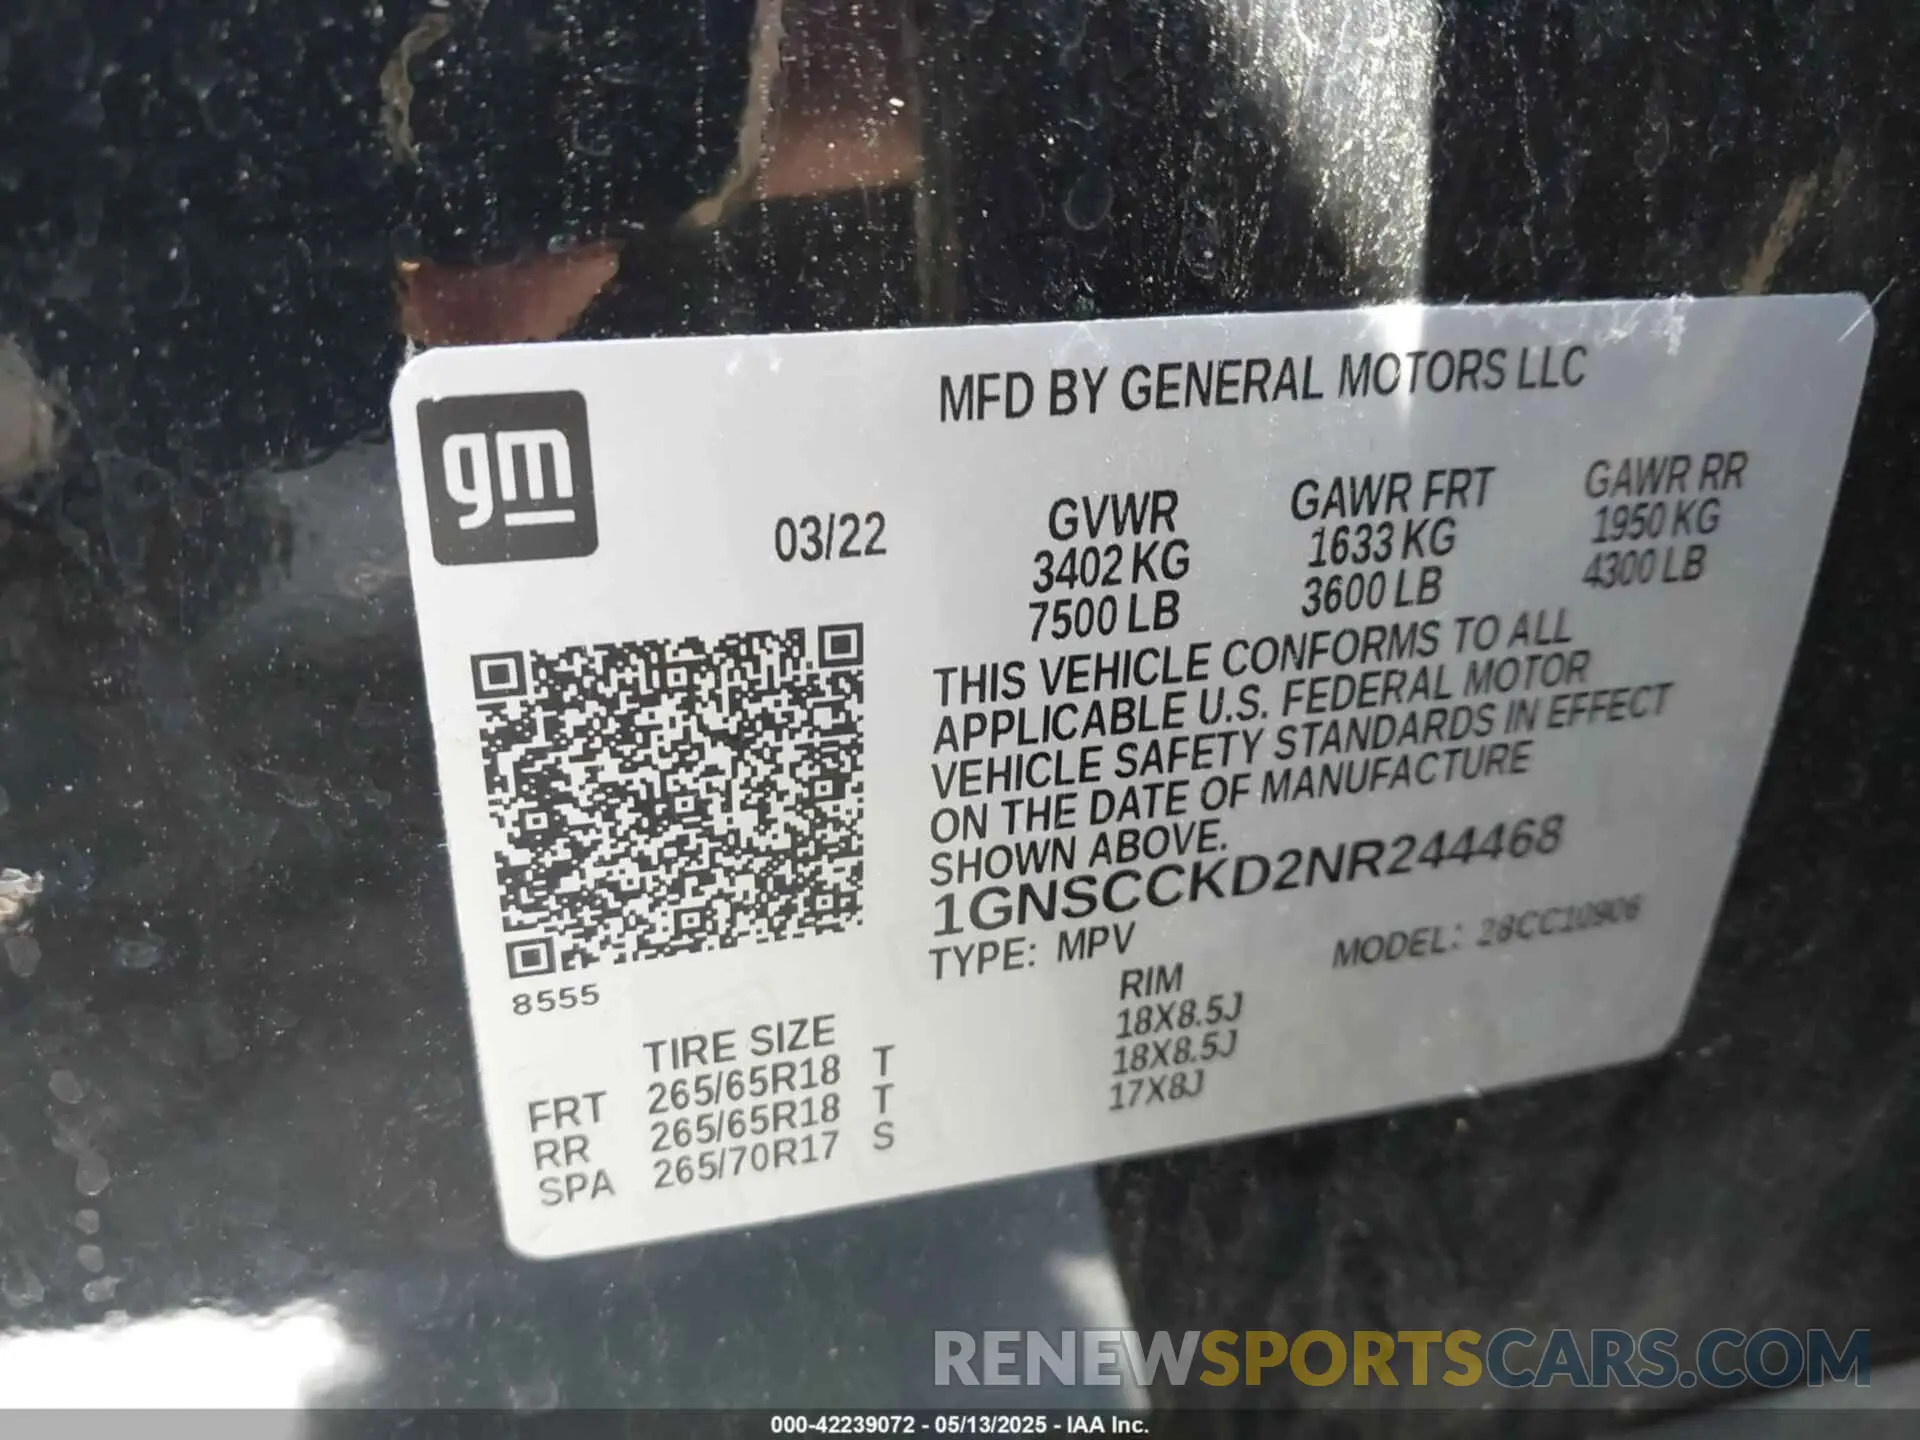 gm
MFD BY GENERAL MOTORS LLC
03/22
GVWR GAWR FRT GAWR RR
3402 KG 1633 KG 1950 KG
7500 LB 3600 LB 4300 LB
THIS VEHICLE CONFORMS TO ALL
APPLICABLE U.S. FEDERAL MOTOR
VEHICLE SAFETY STANDARDS IN EFFECT
ON THE DATE OF MANUFACTURE
SHOWN ABOVE.
1GNSCCKD2NR244468
TYPE: MPV MODEL: 28CC10906
8555
TIRE SIZE RIM
FRT 265/65R18 T 18X8.5J
RR 265/65R18 T 18X8.5J
SPA 265/70R17 S 17X8J
RENEWSPORTSCARS.COM
000-42239072 - 05/13/2025 - IAA Inc.